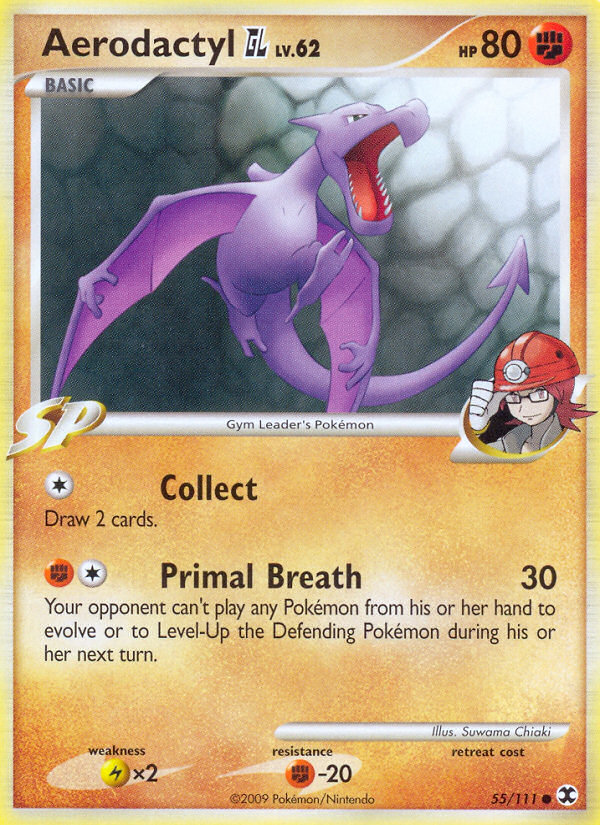 Aerodactyl GL LV.62 HP 80
BASIC
SP
Gym Leader's Pokémon
Collect
Draw 2 cards.
Primal Breath 30
Your opponent can't play any Pokémon from his or her hand to
evolve or to Level-Up the Defending Pokémon during his or
her next turn.
Illus. Suwama Chiaki
weakness resistance retreat cost
×2 -20
©2009 Pokémon/Nintendo 55/111